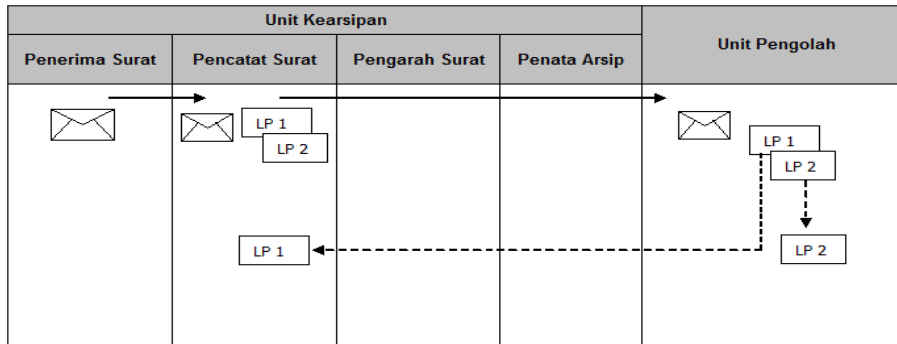 Unit Kearsipan
Unit Pengolah
Penerima Surat
Pencatat Surat
Pengarah Surat
Penata Arsip
LP 1
LP 2
LP 1
LP 2
LP 1
LP 2